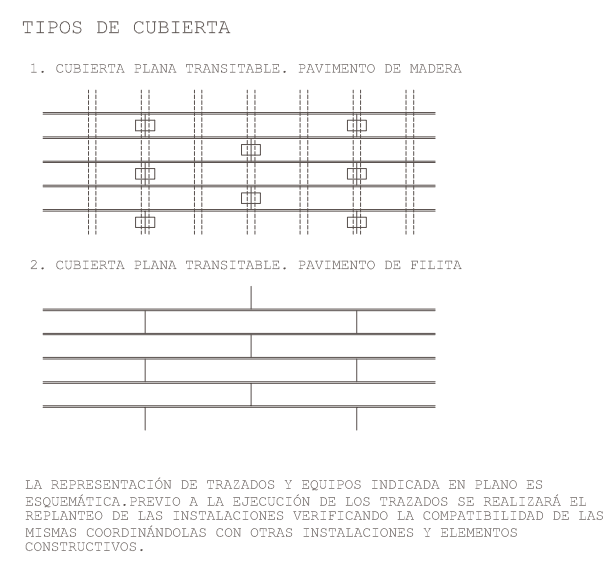 TIPOS DE CUBIERTA
1. CUBIERTA PLANA TRANSITABLE. PAVIMENTO DE MADERA
2. CUBIERTA PLANA TRANSITABLE. PAVIMENTO DE FILITA
LA REPRESENTACIÓN DE TRAZADOS Y EQUIPOS INDICADA EN PLANO ES
ESQUEMÁTICA.PREVIO A LA EJECUCIÓN DE LOS TRAZADOS SE REALIZARÁ EL
REPLANTEO DE LAS INSTALACIONES VERIFICANDO LA COMPATIBILIDAD DE LAS
MISMAS COORDINÁNDOLAS CON OTRAS INSTALACIONES Y ELEMENTOS
CONSTRUCTIVOS.